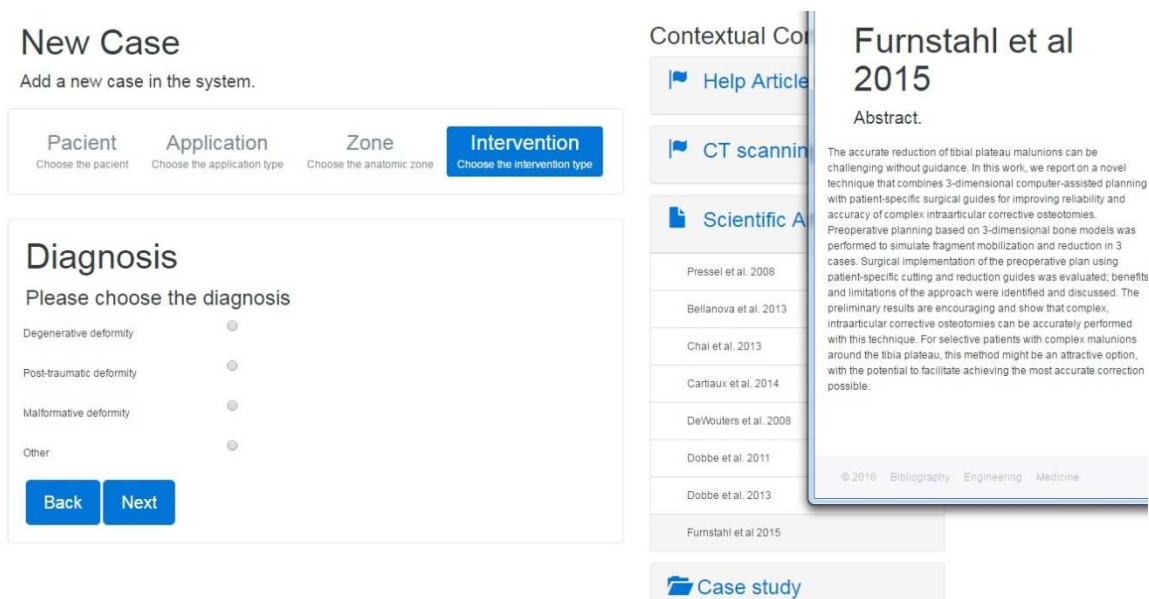 New Case
Add a new case in the system.
Pacient
Choose the pacient
Application
Choose the application type
Zone
Choose the anatomic zone
Intervention
Choose the intervention type
Diagnosis
Please choose the diagnosis
Degenerative deformity
Post-traumatic deformity
Malformative deformity
Other
Back Next
Contextual Co
Help Article
CT scannin
Scientific A
Pressel et al. 2008
Bellanova et al. 2013
Chai et al. 2013
Cartiaux et al. 2014
DeWouters et al. 2008
Dobbe et al. 2011
Dobbe et al. 2013
Furnstahl et al 2015
Case study
Furnstahl et al
2015
Abstract.
The accurate reduction of tibial plateau malunions can be
challenging without guidance. In this work, we report on a novel
technique that combines 3-dimensional computer-assisted planning
with patient-specific surgical guides for improving reliability and
accuracy of complex intraarticular corrective osteotomies.
Preoperative planning based on 3-dimensional bone models was
performed to simulate fragment mobilization and reduction in 3
cases. Surgical implementation of the preoperative plan using
patient-specific cutting and reduction guides was evaluated; benefits
and limitations of the approach were identified and discussed. The
preliminary results are encouraging and show that complex,
intraarticular corrective osteotomies can be accurately performed
with this technique. For selective patients with complex malunions
around the tibia plateau, this method might be an attractive option,
with the potential to facilitate achieving the most accurate correction
possible.
© 2016 Bibliography Engineering Medicine